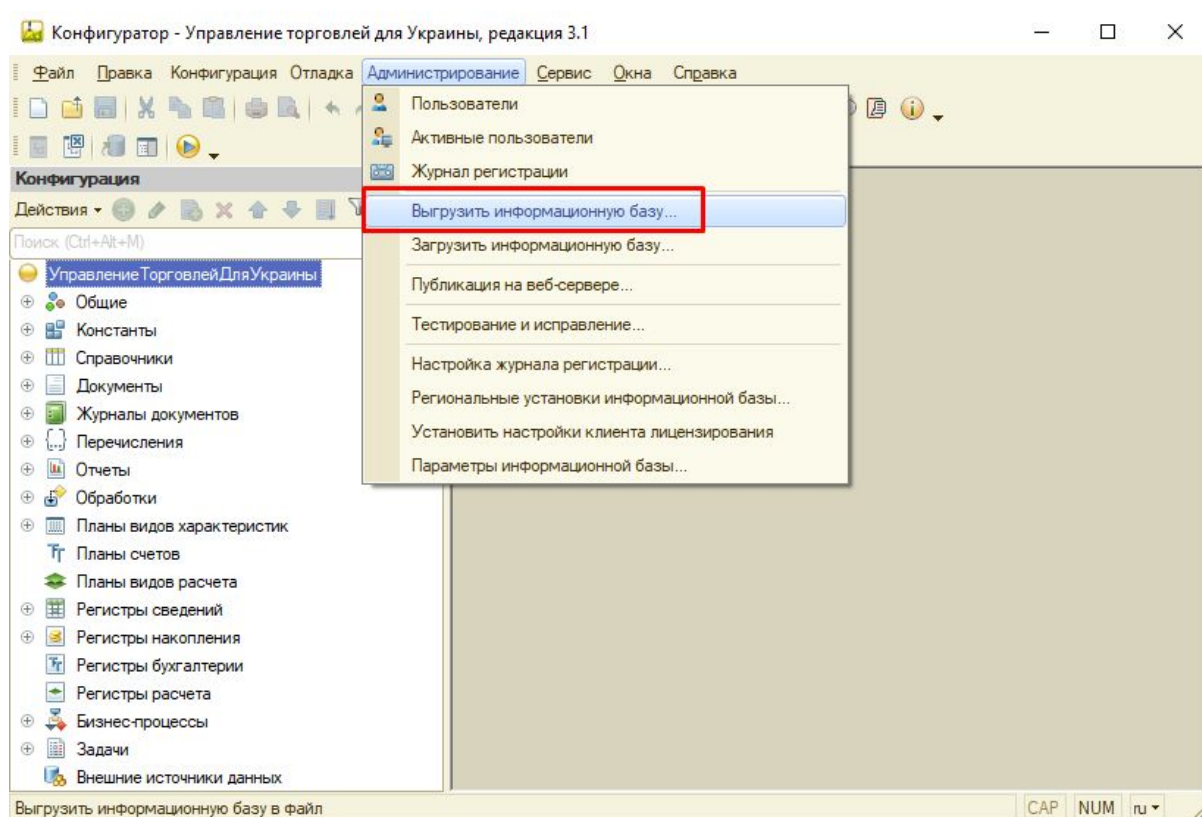 Конфигуратор - Управление торговлей для Украины, редакция 3.1
Файл Правка Конфигурация Отладка Администрирование Сервис Окна Справка
Пользователи
Активные пользователи
Журнал регистрации
Выгрузить информационную базу...
Загрузить информационную базу...
Публикация на веб-сервере...
Тестирование и исправление...
Настройка журнала регистрации...
Региональные установки информационной базы...
Установить настройки клиента лицензирования
Параметры информационной базы...
Конфигурация
Действия
Поиск (Ctrl+Alt+M)
УправлениеТорговлейДляУкраины
Общие
Константы
Справочники
Документы
Журналы документов
Перечисления
Отчеты
Обработки
Планы видов характеристик
Планы счетов
Планы видов расчета
Регистры сведений
Регистры накопления
Регистры бухгалтерии
Регистры расчета
Бизнес-процессы
Задачи
Внешние источники данных
Выгрузить информационную базу в файл
CAP NUM ru